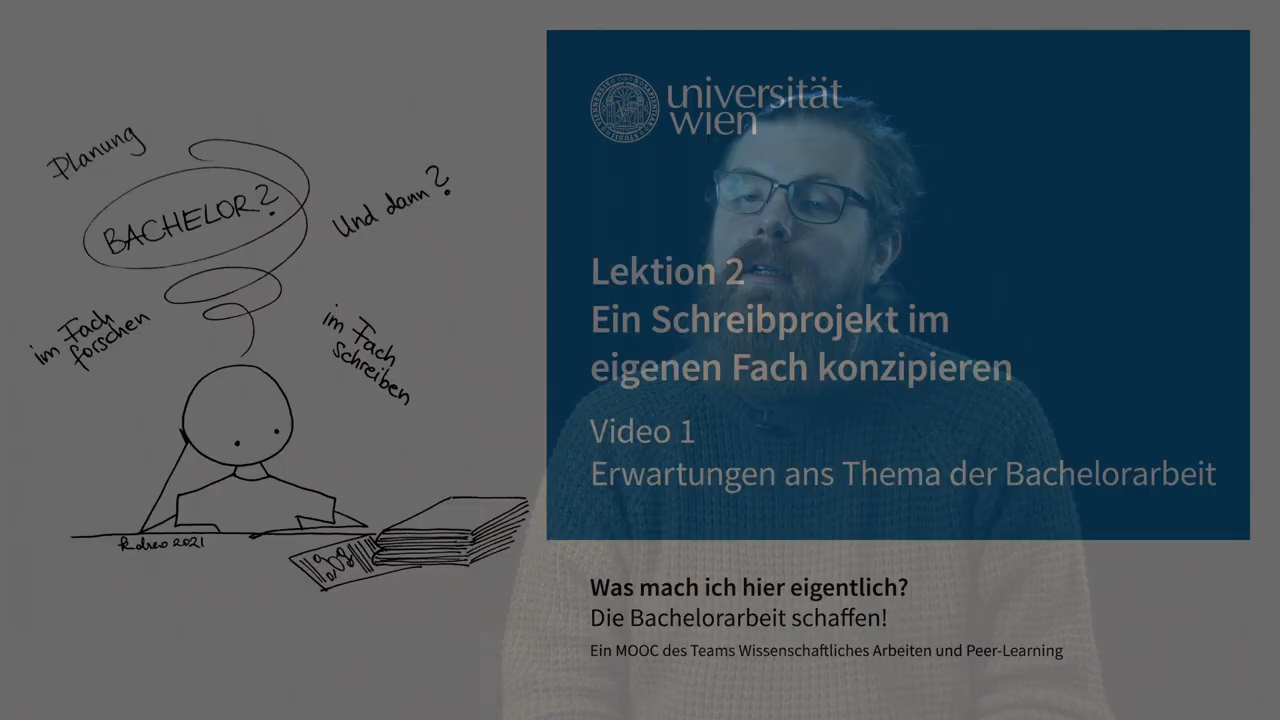 Planung
BACHELOR?
Und dann?
im Fach
forschen
im Fach
schreiben
kdreo 2021
universität
wien
Lektion 2
Ein Schreibprojekt im
eigenen Fach konzipieren
Video 1
Erwartungen ans Thema der Bachelorarbeit
Was mach ich hier eigentlich?
Die Bachelorarbeit schaffen!
Ein MOOC des Teams Wissenschaftliches Arbeiten und Peer-Learning